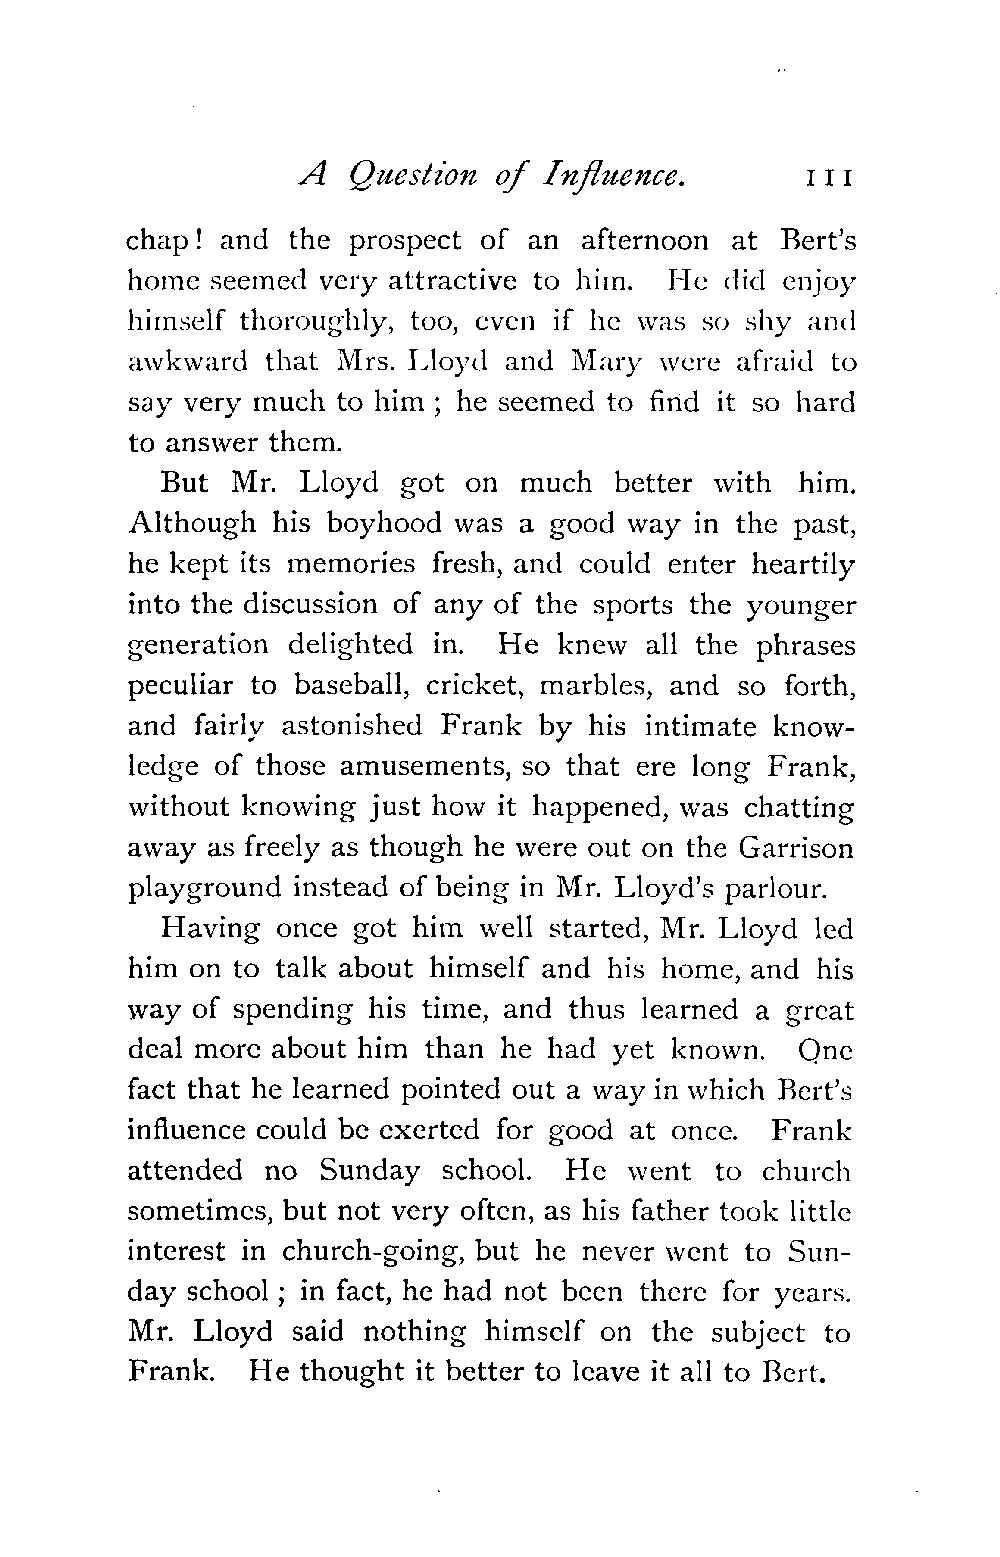 A Question of Influence. 111
chap! and the prospect of an afternoon at Bert's
home seemed very attractive to him. He did enjoy
himself thoroughly, too, even if he was so shy and
awkward that Mrs. Lloyd and Mary were afraid to
say very much to him ; he seemed to find it so hard
to answer them.
But Mr. Lloyd got on much better with him.
Although his boyhood was a good way in the past,
he kept its memories fresh, and could enter heartily
into the discussion of any of the sports the younger
generation delighted in. He knew all the phrases
peculiar to baseball, cricket, marbles, and so forth,
and fairly astonished Frank by his intimate know-
ledge of those amusements, so that ere long Frank,
without knowing just how it happened, was chatting
away as freely as though he were out on the Garrison
playground instead of being in Mr. Lloyd's parlour.
Having once got him well started, Mr. Lloyd led
him on to talk about himself and his home, and his
way of spending his time, and thus learned a great
deal more about him than he had yet known. One
fact that he learned pointed out a way in which Bert's
influence could be exerted for good at once. Frank
attended no Sunday school. He went to church
sometimes, but not very often, as his father took little
interest in church-going, but he never went to Sun-
day school ; in fact, he had not been there for years.
Mr. Lloyd said nothing himself on the subject to
Frank. He thought it better to leave it all to Bert.